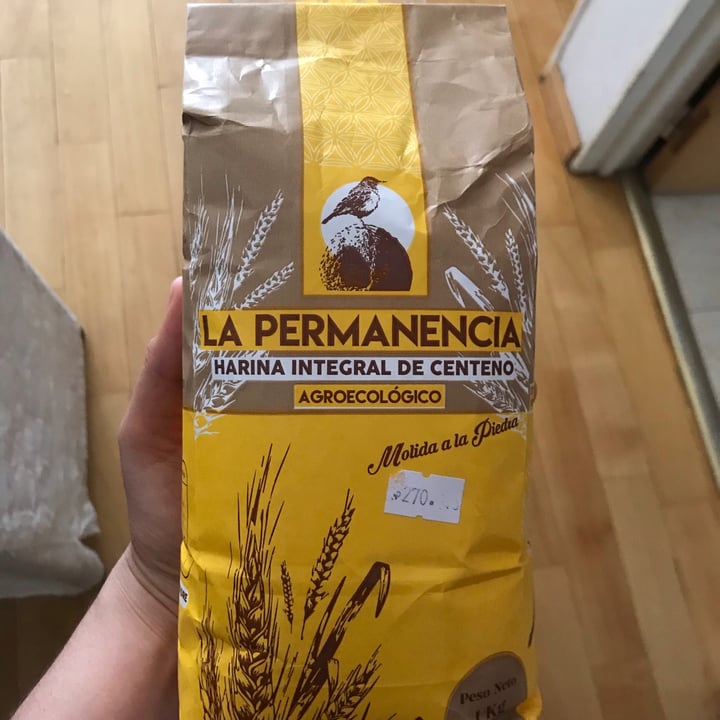 LA PERMANENCIA
HARINA INTEGRAL DE CENTENO
AGROECOLÓGICO
Molida a la Piedra
$270.
Peso Neto
1 Kg